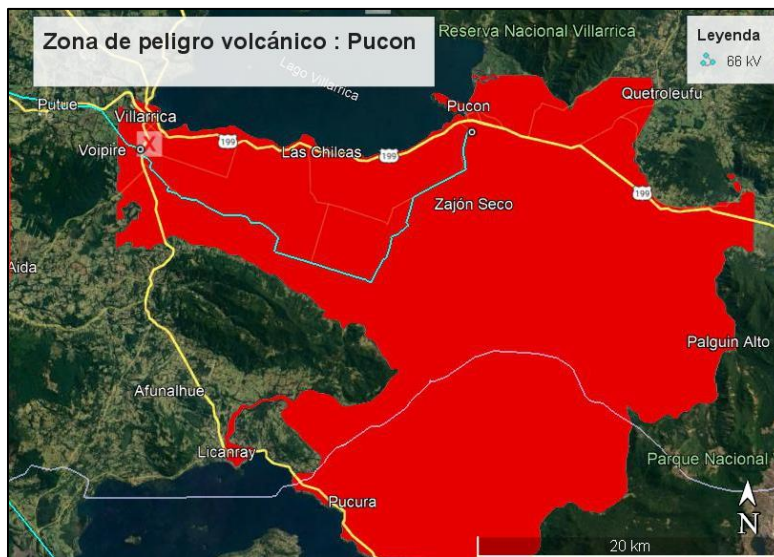 Zona de peligro volcánico : Pucon
Reserva Nacional Villarrica
Leyenda
66 kV
Lago Villarrica
Putue
Villarrica
Pucon
Quetroleufu
Voipire
199
Las Chilcas
199
199
Zajón Seco
Aida
Palguin Alto
Afunalhue
Licanray
Parque Nacional
Pucura
N
20 km